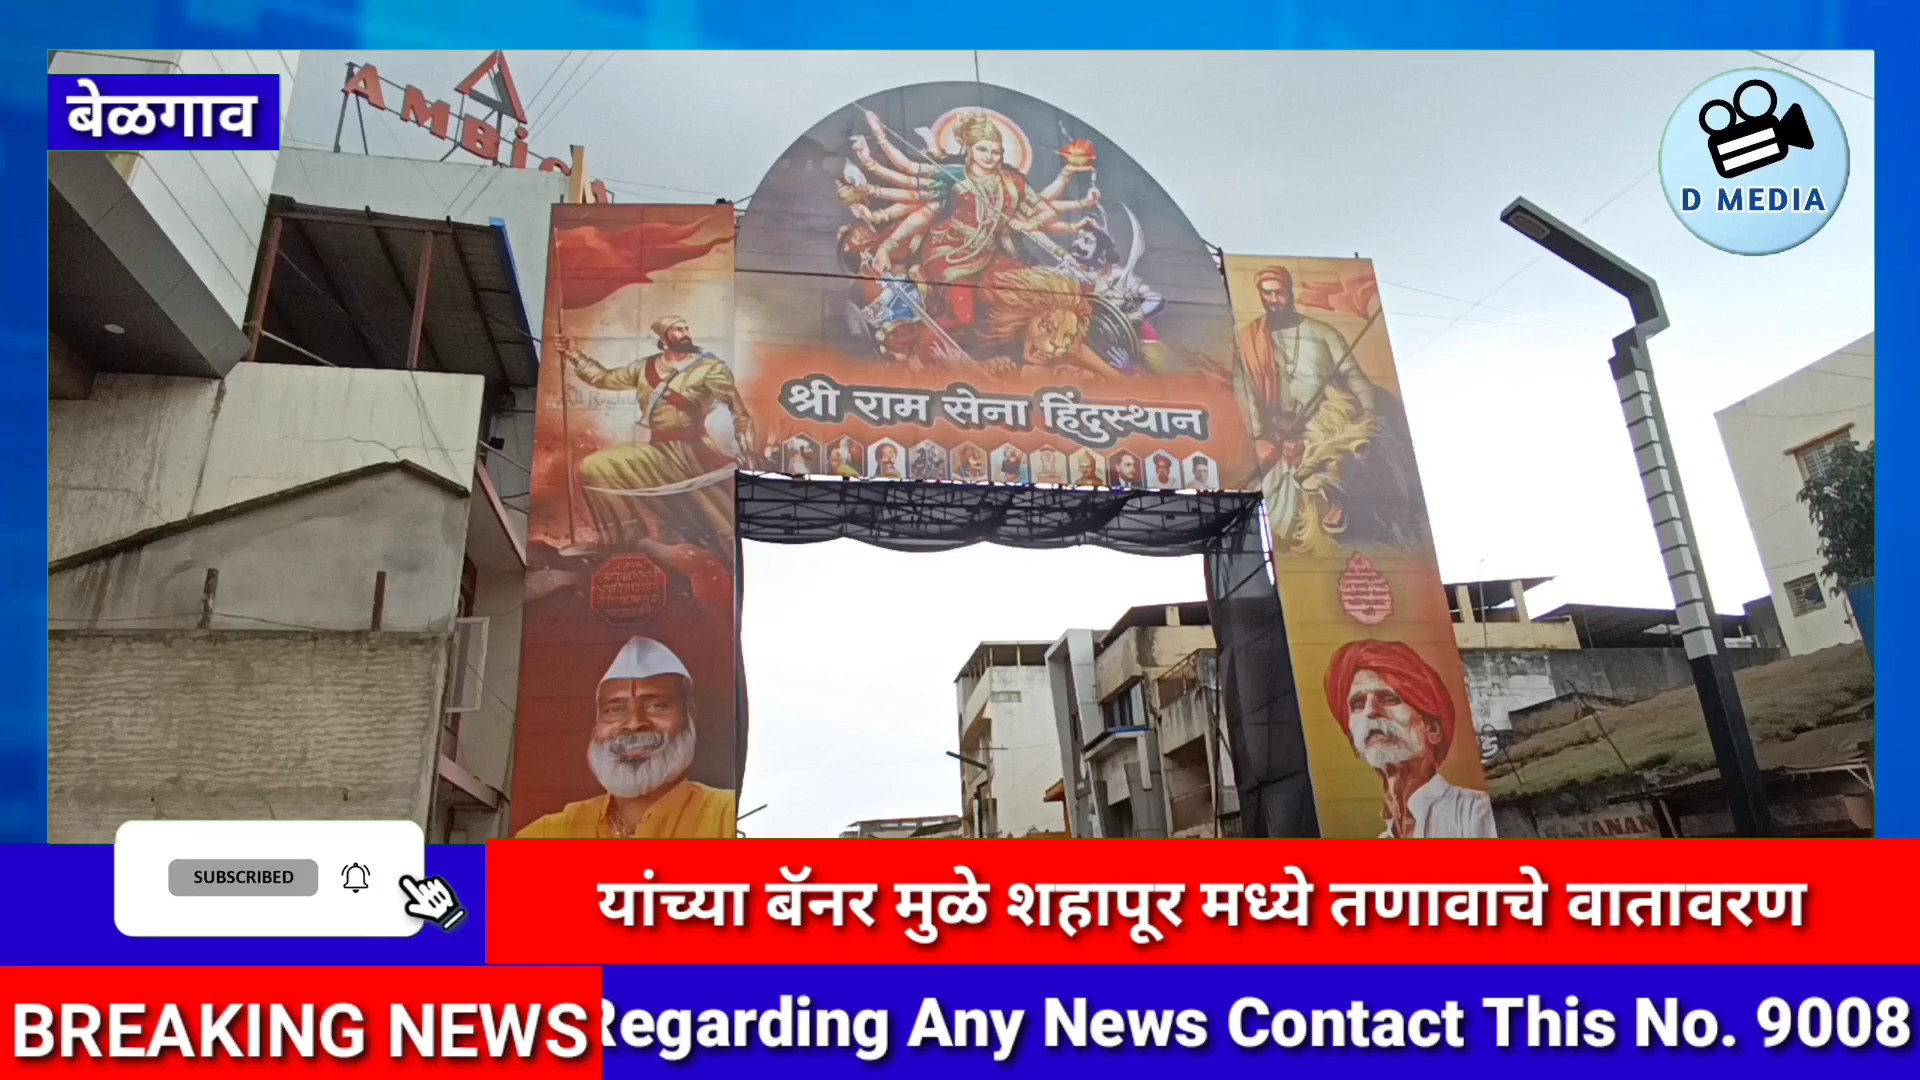 बेळगाव
AMBi
D MEDIA
श्री राम सेना हिंदुस्थान
SUBSCRIBED
यांच्या बॅनर मुळे शहापूर मध्ये तणावाचे वातावरण
BREAKING NEWS
Regarding Any News Contact This No. 9008